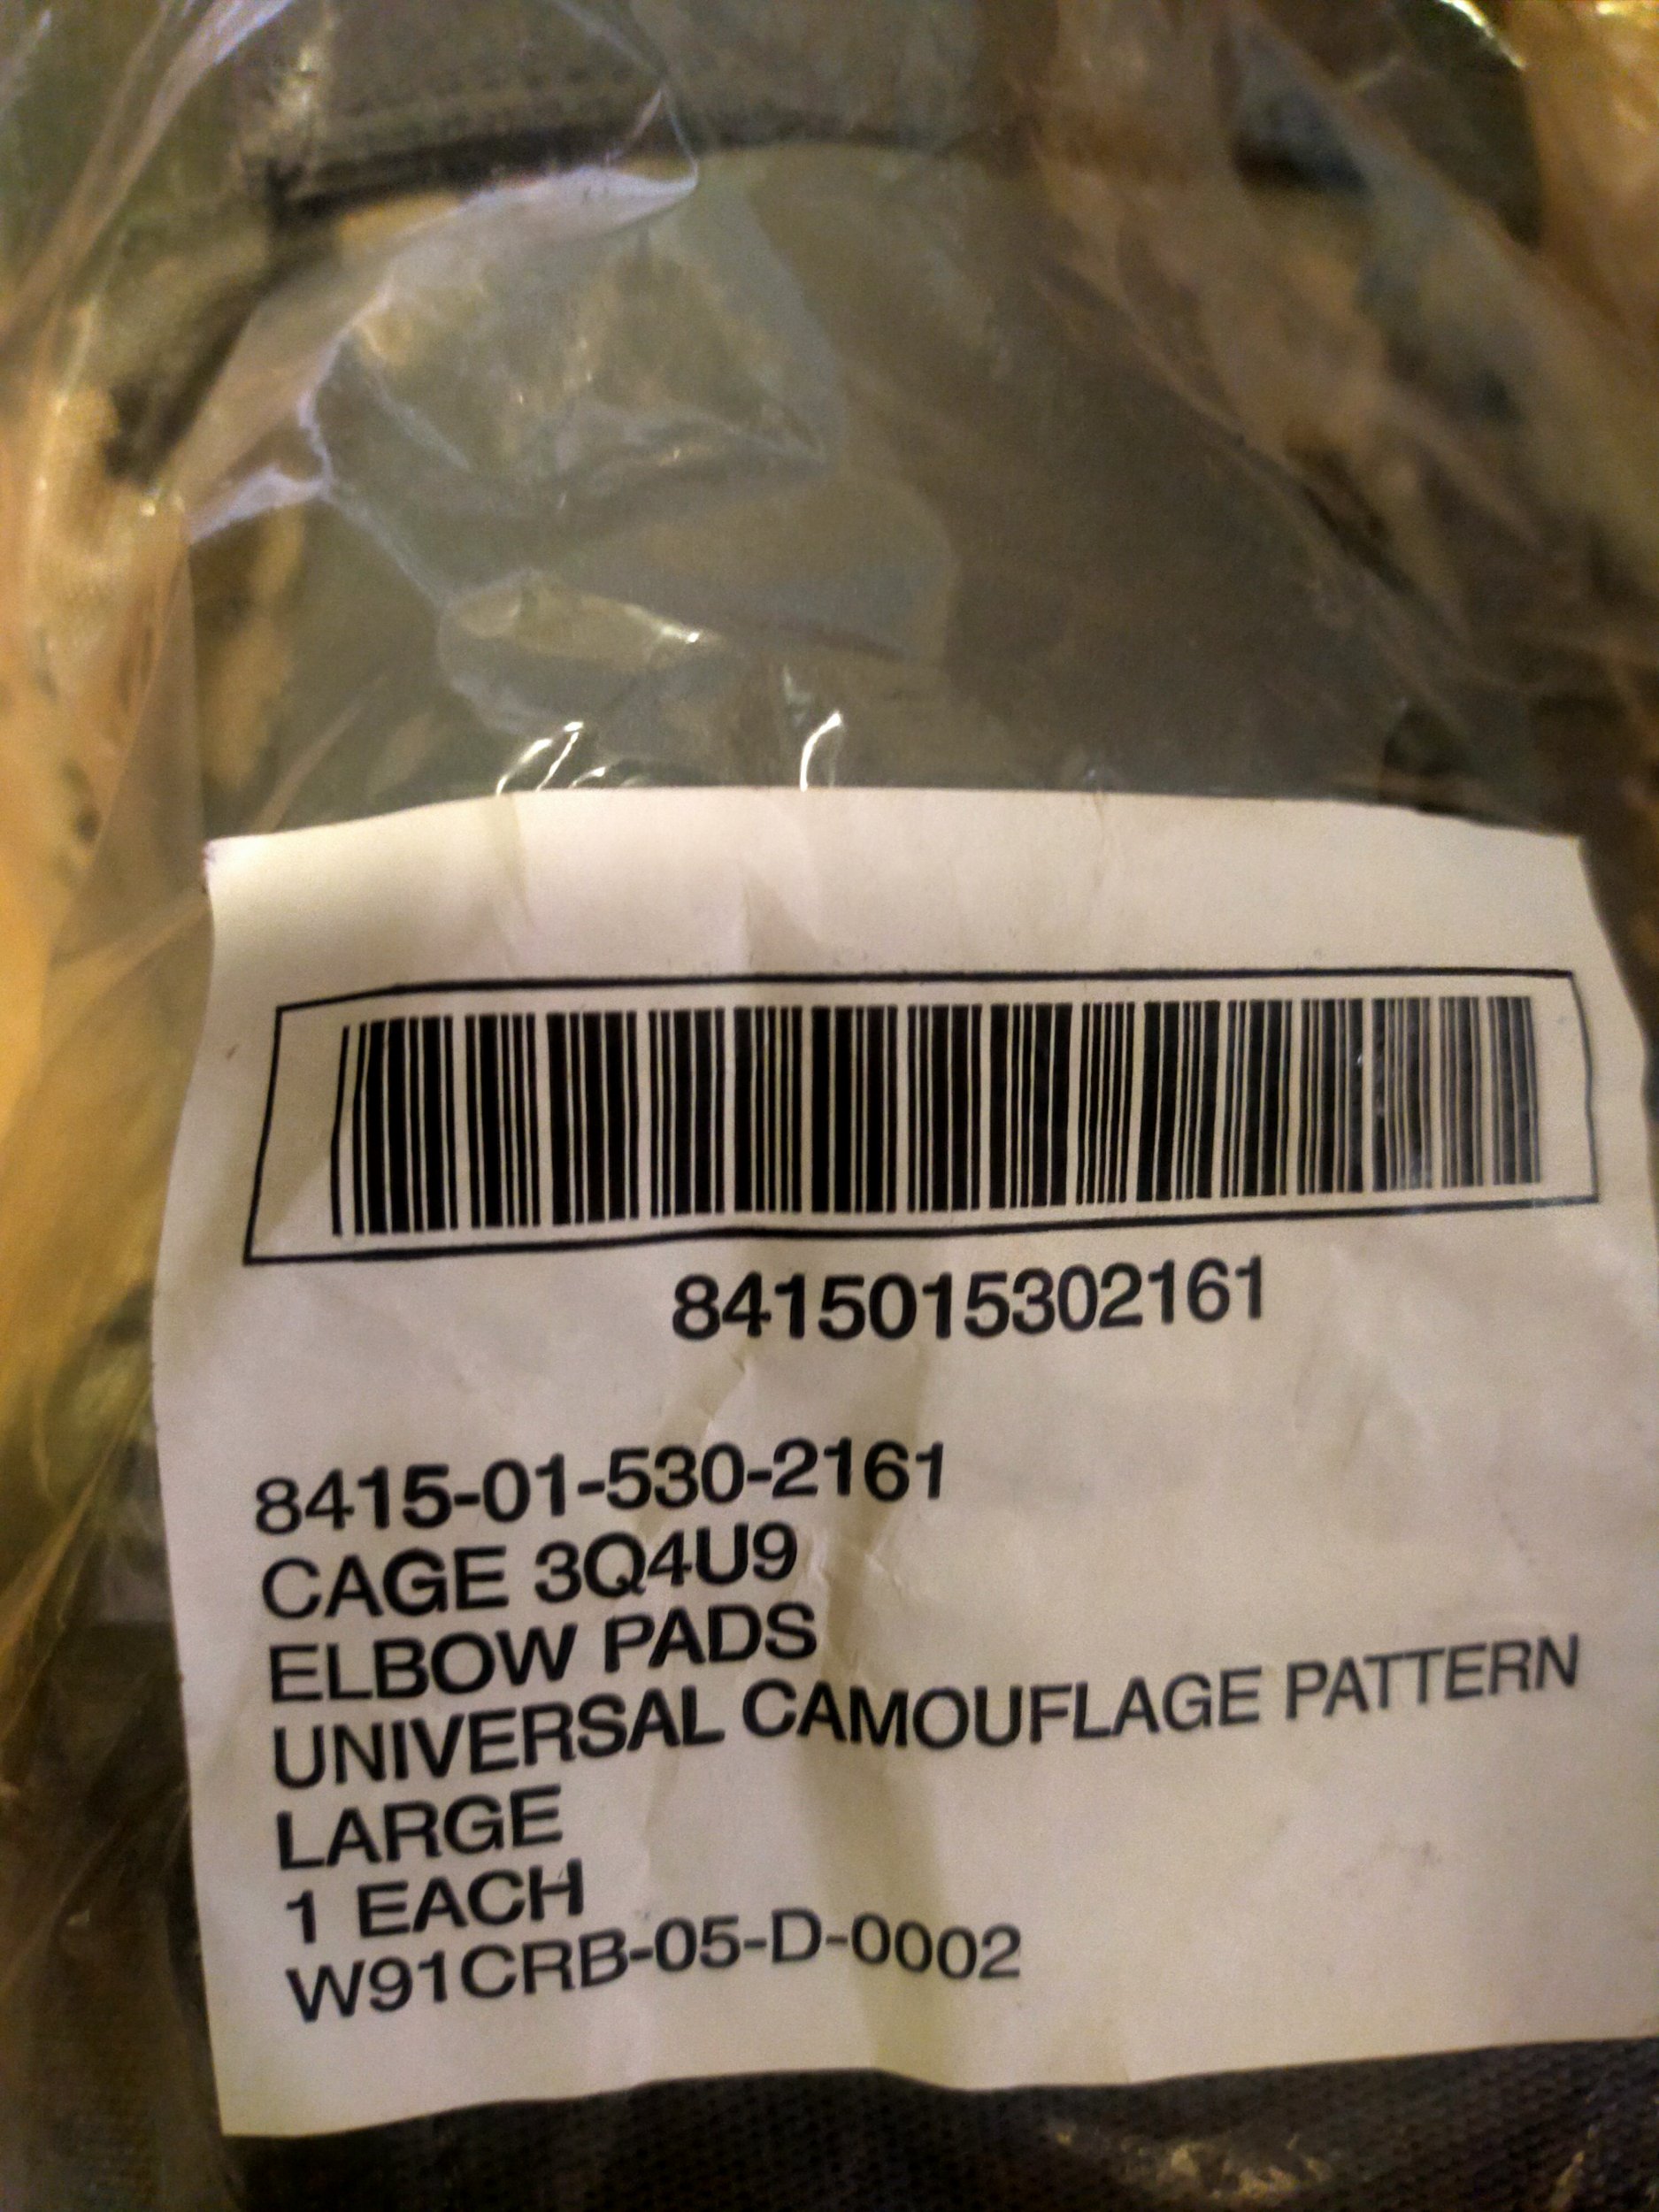 8415015302161
8415-01-530-2161
CAGE 3Q4U9
ELBOW PADS
UNIVERSAL CAMOUFLAGE PATTERN
LARGE
1 EACH
W91CRB-05-D-0002